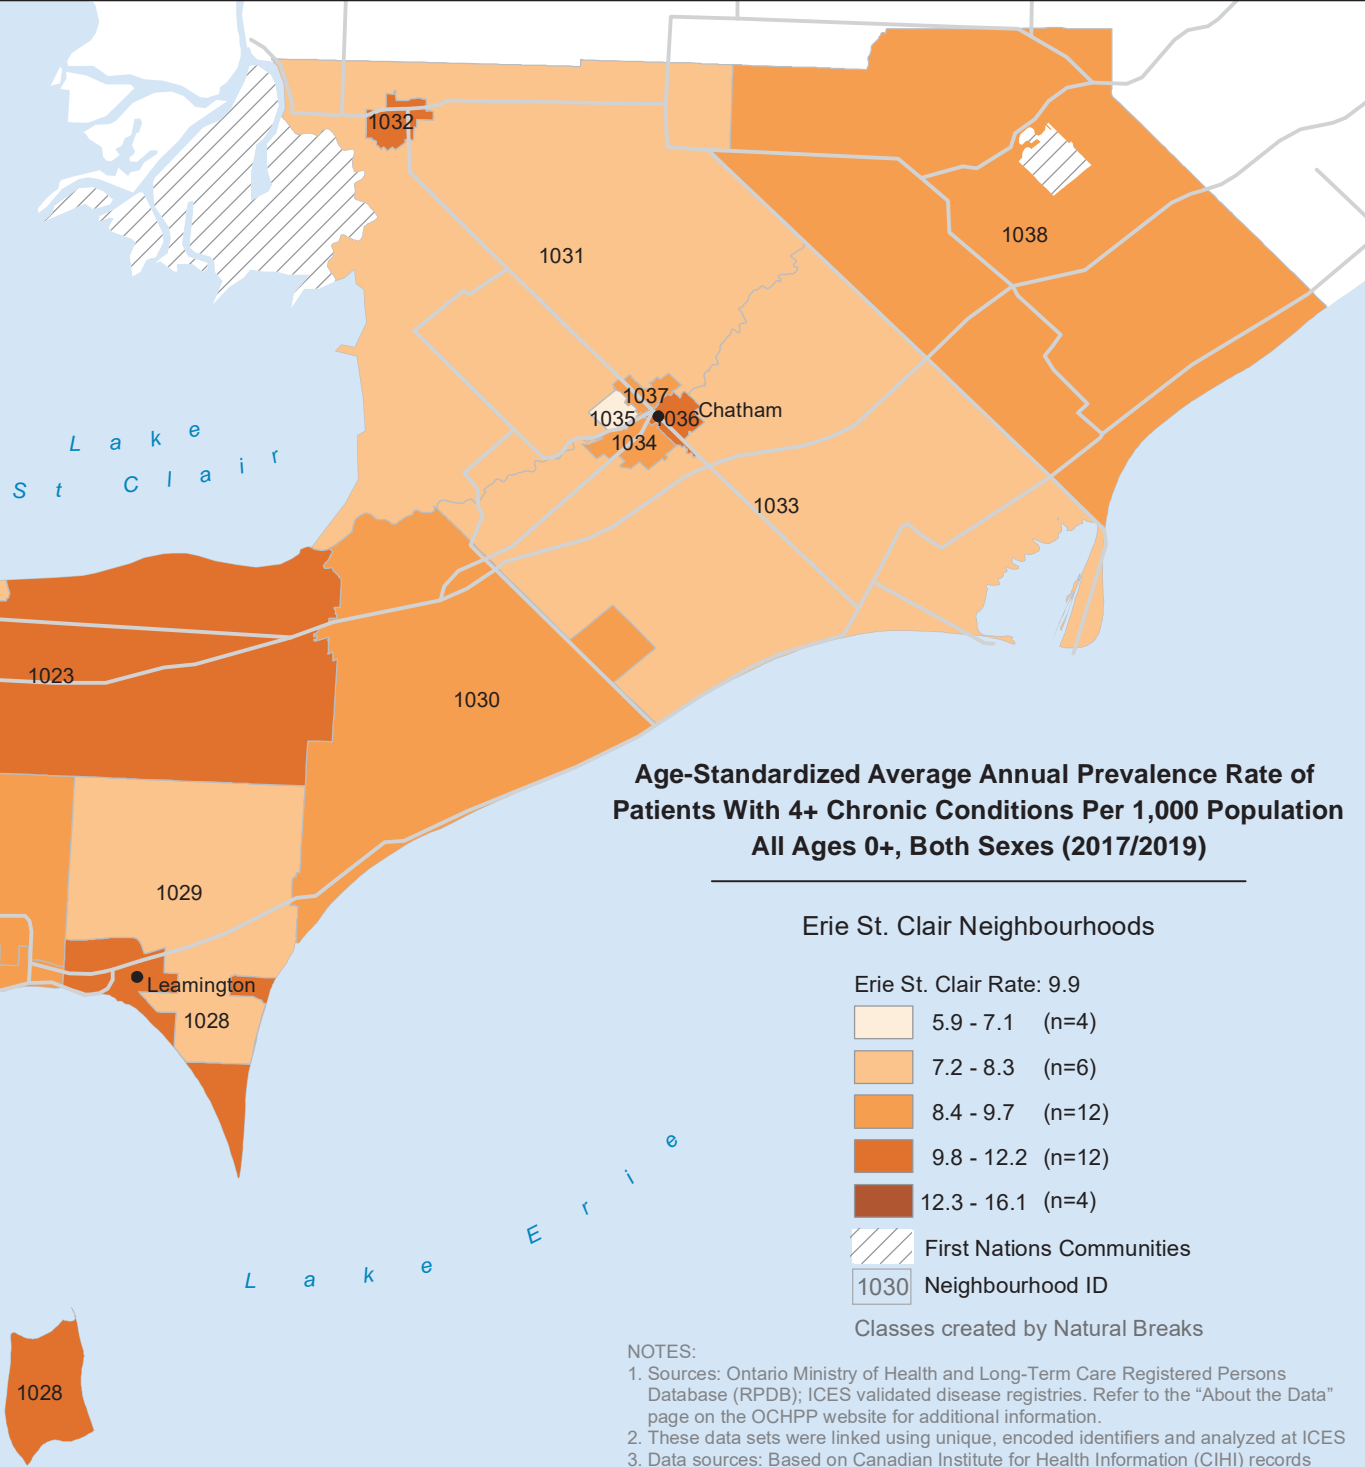 1032
1031
1038
1037
1035
1036
Chatham
1034
1033
Lake
St Clair
1023
1030
1029
Leamington
1028
Lake Erie
1028
Age-Standardized Average Annual Prevalence Rate of
Patients With 4+ Chronic Conditions Per 1,000 Population
All Ages 0+, Both Sexes (2017/2019)
Erie St. Clair Neighbourhoods
Erie St. Clair Rate: 9.9
5.9 - 7.1 (n=4)
7.2 - 8.3 (n=6)
8.4 - 9.7 (n=12)
9.8 - 12.2 (n=12)
12.3 - 16.1 (n=4)
First Nations Communities
1030 Neighbourhood ID
Classes created by Natural Breaks
NOTES:
1. Sources: Ontario Ministry of Health and Long-Term Care Registered Persons
Database (RPDB); ICES validated disease registries. Refer to the “About the Data”
page on the OCHPP website for additional information.
2. These data sets were linked using unique, encoded identifiers and analyzed at ICES
3. Data sources: Based on Canadian Institute for Health Information (CIHI) records